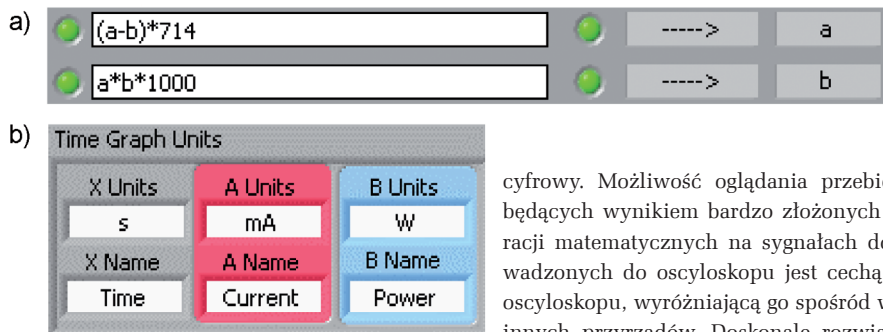 a)
(a-b)*714 -----> a
a*b*1000 -----> b
b)
Time Graph Units
X Units A Units B Units
s mA W
X Name A Name B Name
Time Current Power
cyfrowy. Możliwość oglądania
będących wynikiem bardzo złożonych
matematycznych na sygnałach
wadzonych do oscyloskopu jest cechą
oscyloskopu, wyróżniającą go spośród